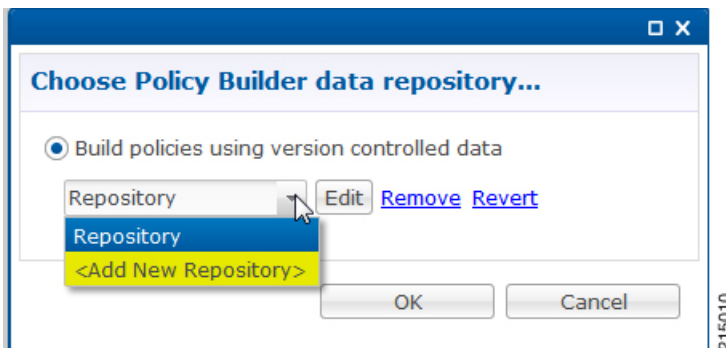 Choose Policy Builder data repository...
Build policies using version controlled data
Repository Edit Remove Revert
Repository
<Add New Repository>
OK Cancel